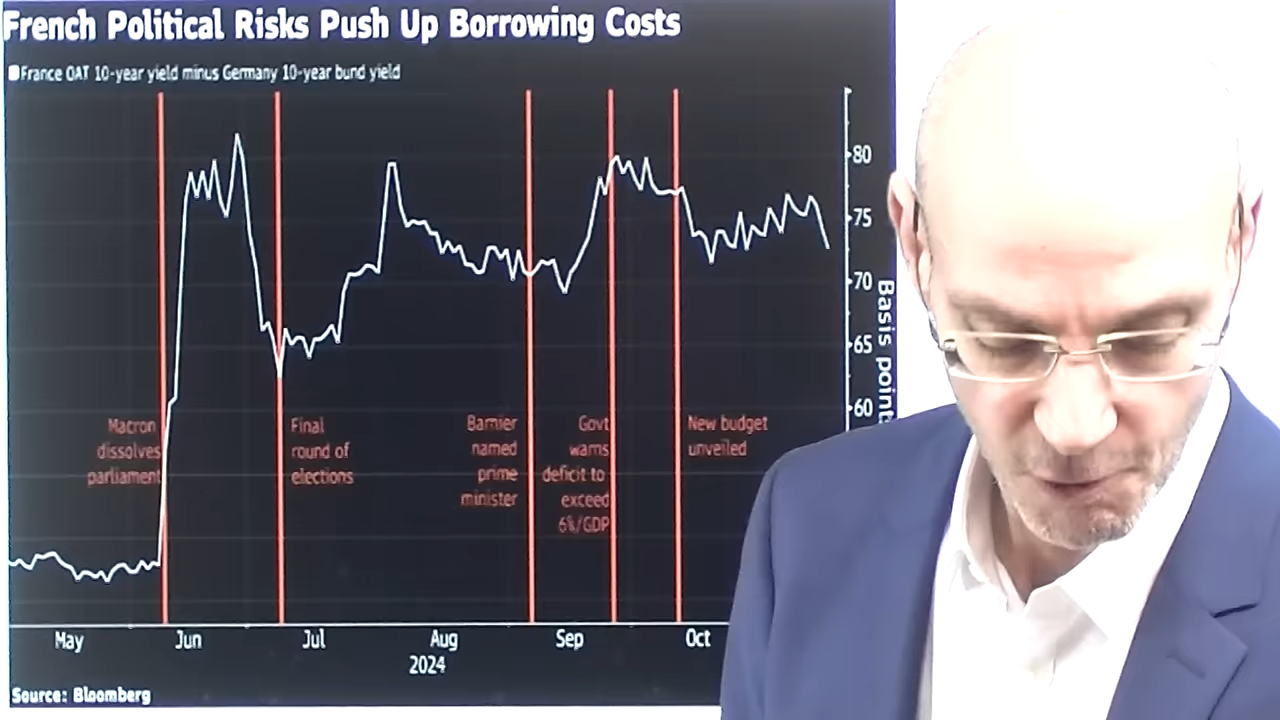 French Political Risks Push Up Borrowing Costs
France OAT 10-year yield minus Germany 10-year bund yield
80
75
70
65
60
Basis point
Macron
dissolves
parliament
Final
round of
elections
Barnier
named
prime
minister
Govt
warns
deficit to
exceed
6%/GDP
New budget
unveiled
May
Jun
Jul
Aug
Sep
Oct
2024
Source: Bloomberg